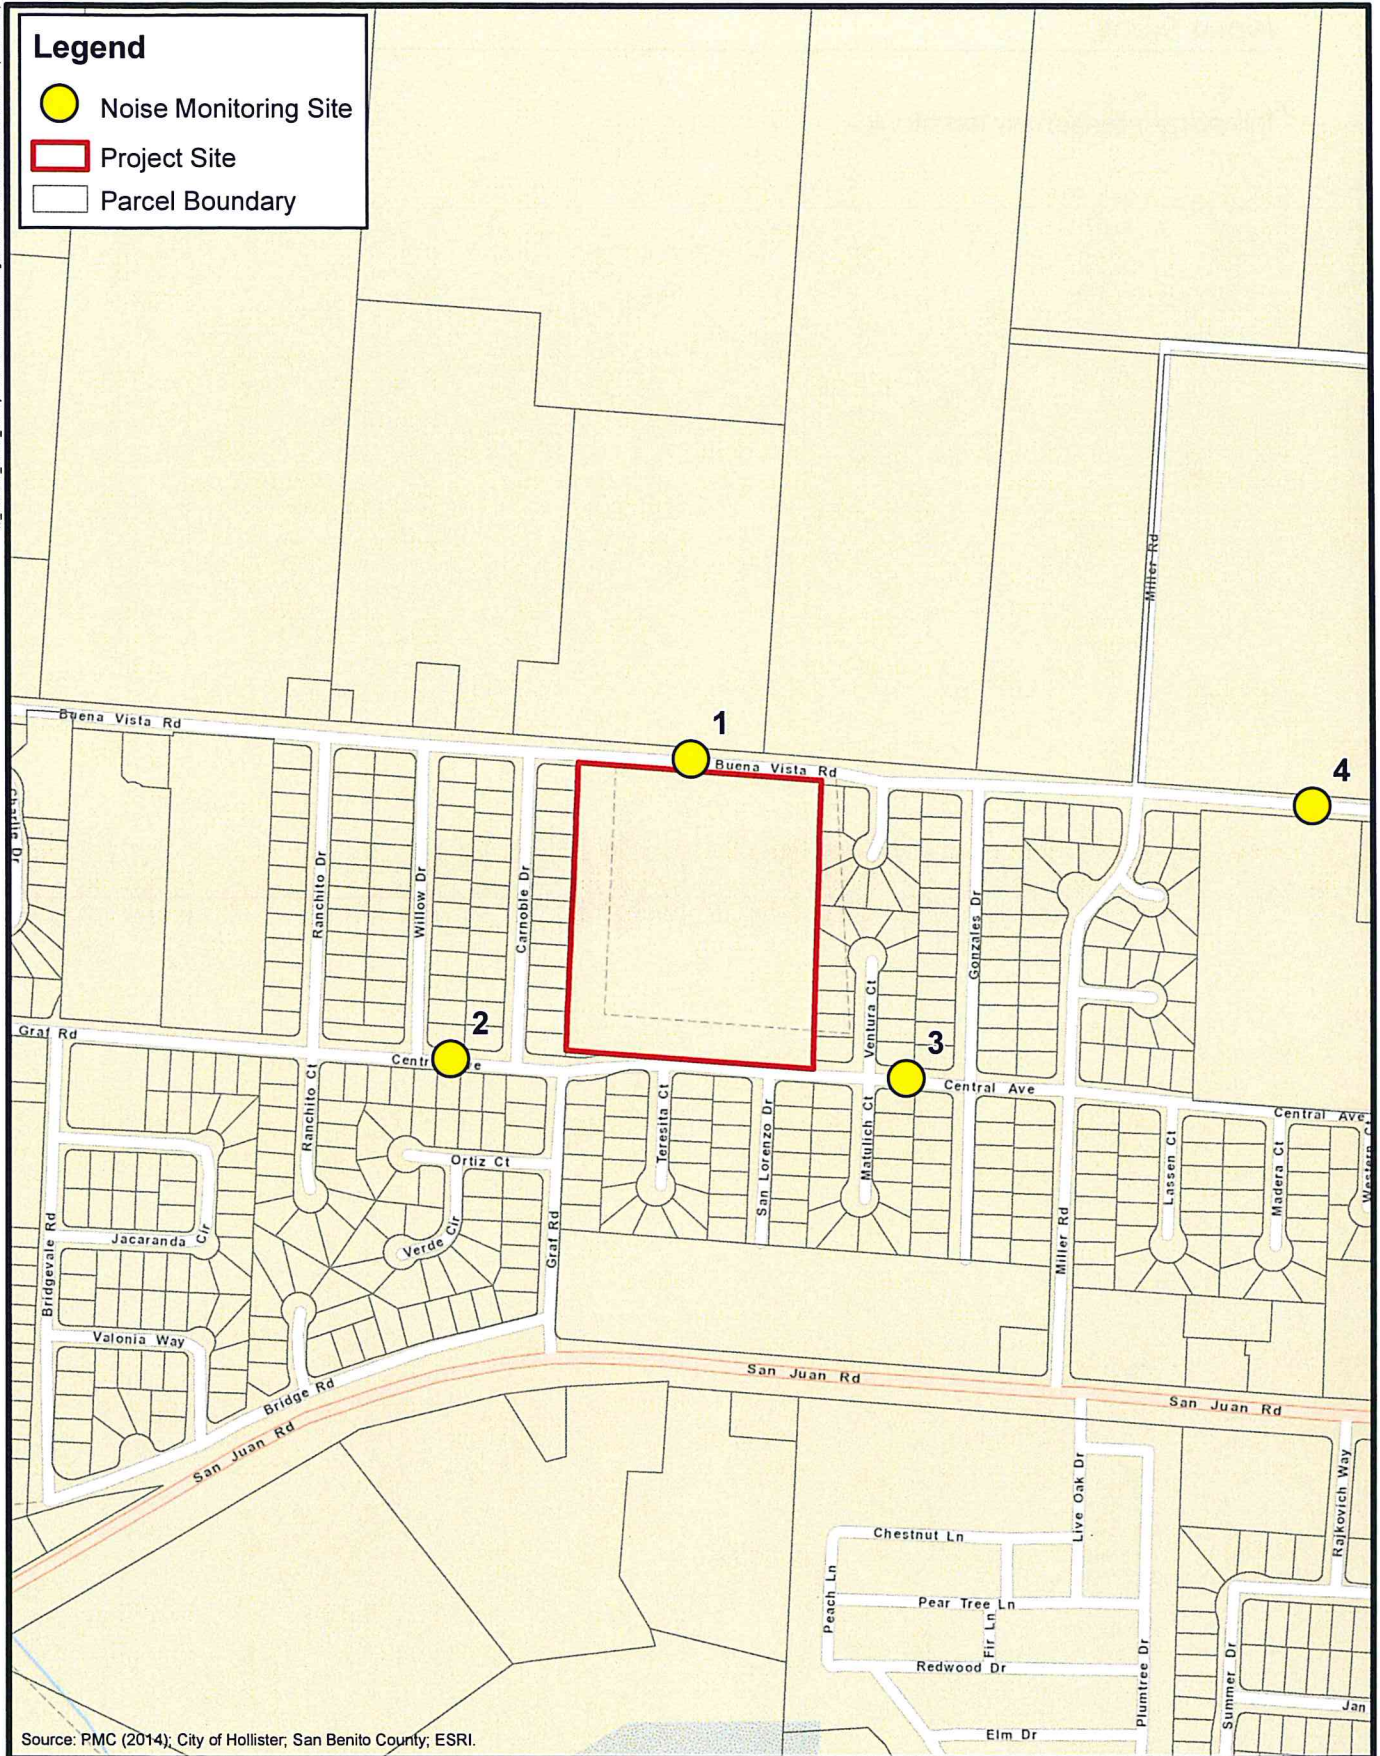 Legend
Noise Monitoring Site
Project Site
Parcel Boundary
Miller Rd
Buena Vista Rd
1
Buena Vista Rd
4
Charlie Dr
Ranchito Dr
Willow Dr
Carnoble Dr
Gonzales Dr
Ventura Ct
2
3
Graf Rd
Central Ave
Central Ave
Ranchito Ct
Ortiz Ct
Teresita Ct
San Lorenzo Dr
Matulich Ct
Lassen Ct
Madera Ct
Western Ct
Bridgevale Rd
Jacaranda Cir
Verde Cir
Graf Rd
Miller Rd
Valonia Way
Bridge Rd
San Juan Rd
San Juan Rd
San Juan Rd
Live Oak Dr
Rajkovich Way
Chestnut Ln
Peach Ln
Pear Tree Ln
Fir Ln
Redwood Dr
Plumtree Dr
Summer Dr
Jan
Elm Dr
Source: PMC (2014); City of Hollister; San Benito County; ESRI.